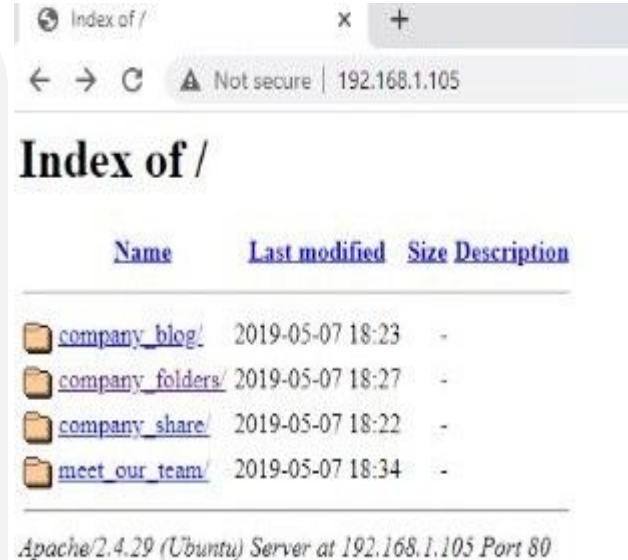 Index of /
Not secure | 192.168.1.105
Index of /
Name Last modified Size Description
company_blog/ 2019-05-07 18:23 -
company_folders/ 2019-05-07 18:27 -
company_share/ 2019-05-07 18:22 -
meet_our_team/ 2019-05-07 18:34 -
Apache/2.4.29 (Ubuntu) Server at 192.168.1.105 Port 80